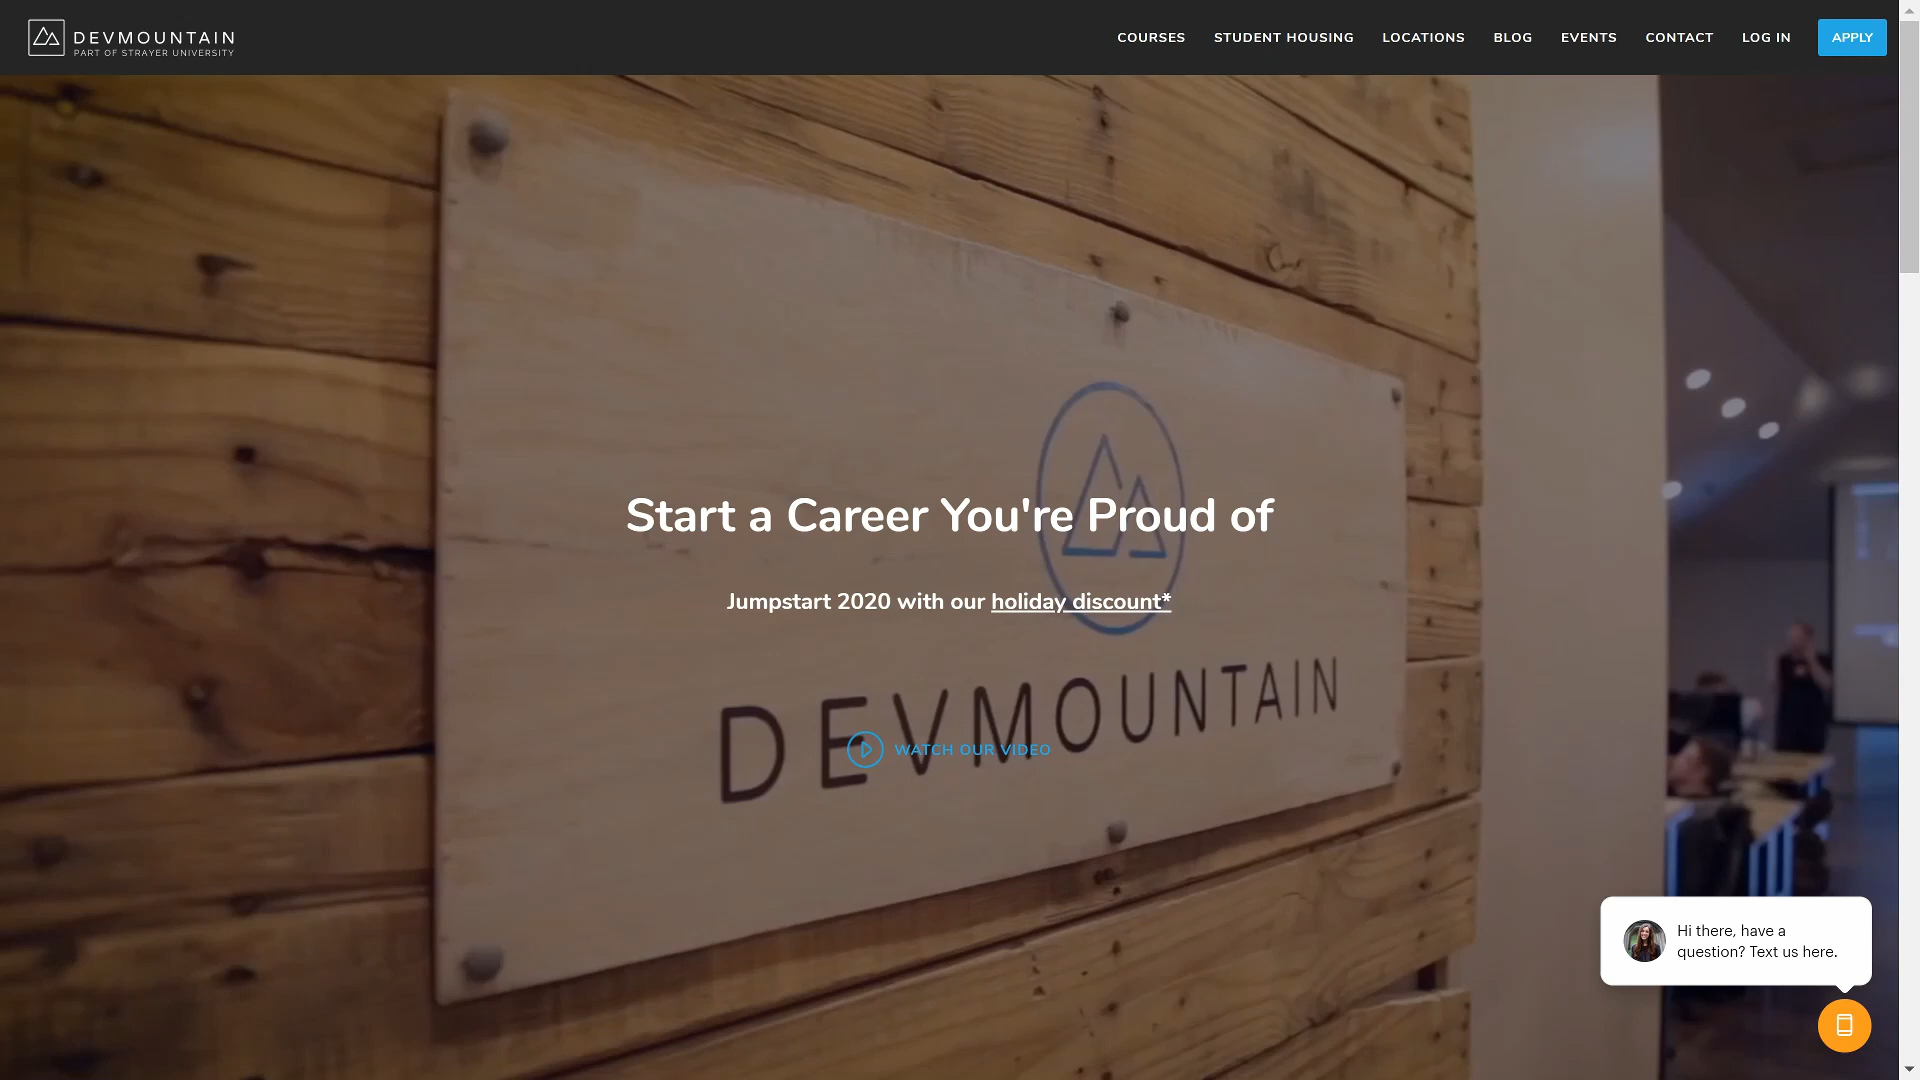 DEVMOUNTAIN
PART OF STRAYER UNIVERSITY
COURSES STUDENT HOUSING LOCATIONS BLOG EVENTS CONTACT LOG IN APPLY
Start a Career You're Proud of
Jumpstart 2020 with our holiday discount*
DEVMOUNTAIN
WATCH OUR VIDEO
Hi there, have a
question? Text us here.